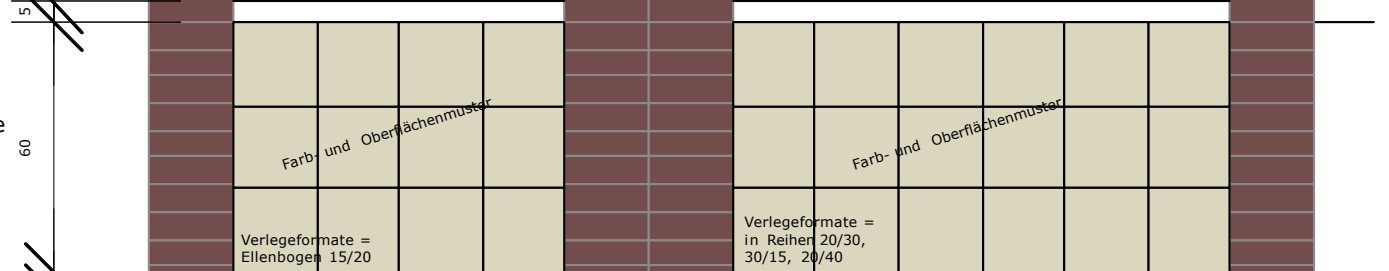 5
60
Farb- und Oberflächenmuster
Verlegeformate =
Ellenbogen 15/20
Farb- und Oberflächenmuster
Verlegeformate =
in Reihen 20/30,
30/15, 20/40